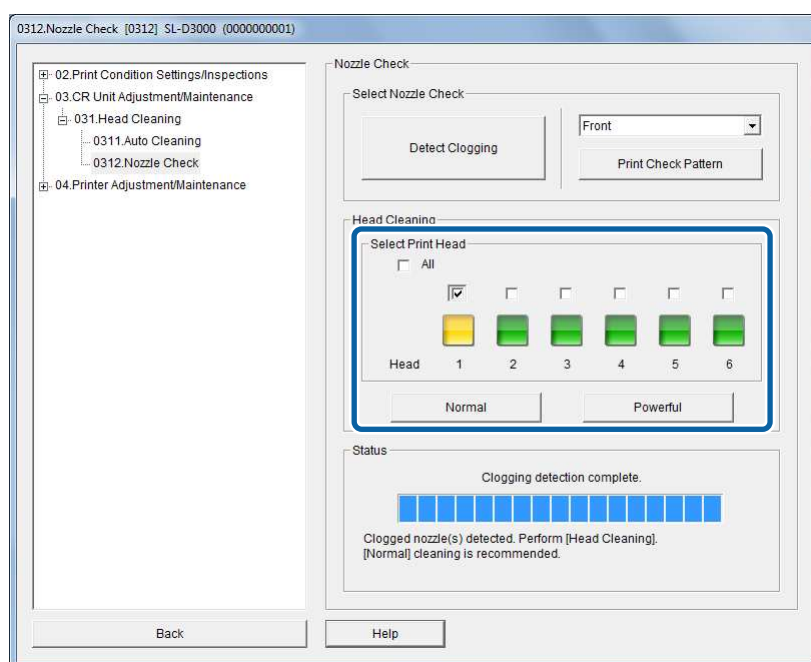 0312.Nozzle Check [0312] SL-D3000 (0000000001)
02.Print Condition Settings/Inspections
03.CR Unit Adjustment/Maintenance
031.Head Cleaning
0311.Auto Cleaning
0312.Nozzle Check
04.Printer Adjustment/Maintenance
Back
Nozzle Check
Select Nozzle Check
Detect Clogging
Front
Print Check Pattern
Head Cleaning
Select Print Head
All
Head 1 2 3 4 5 6
Normal Powerful
Status
Clogging detection complete.
Clogged nozzle(s) detected. Perform [Head Cleaning].
[Normal] cleaning is recommended.
Help